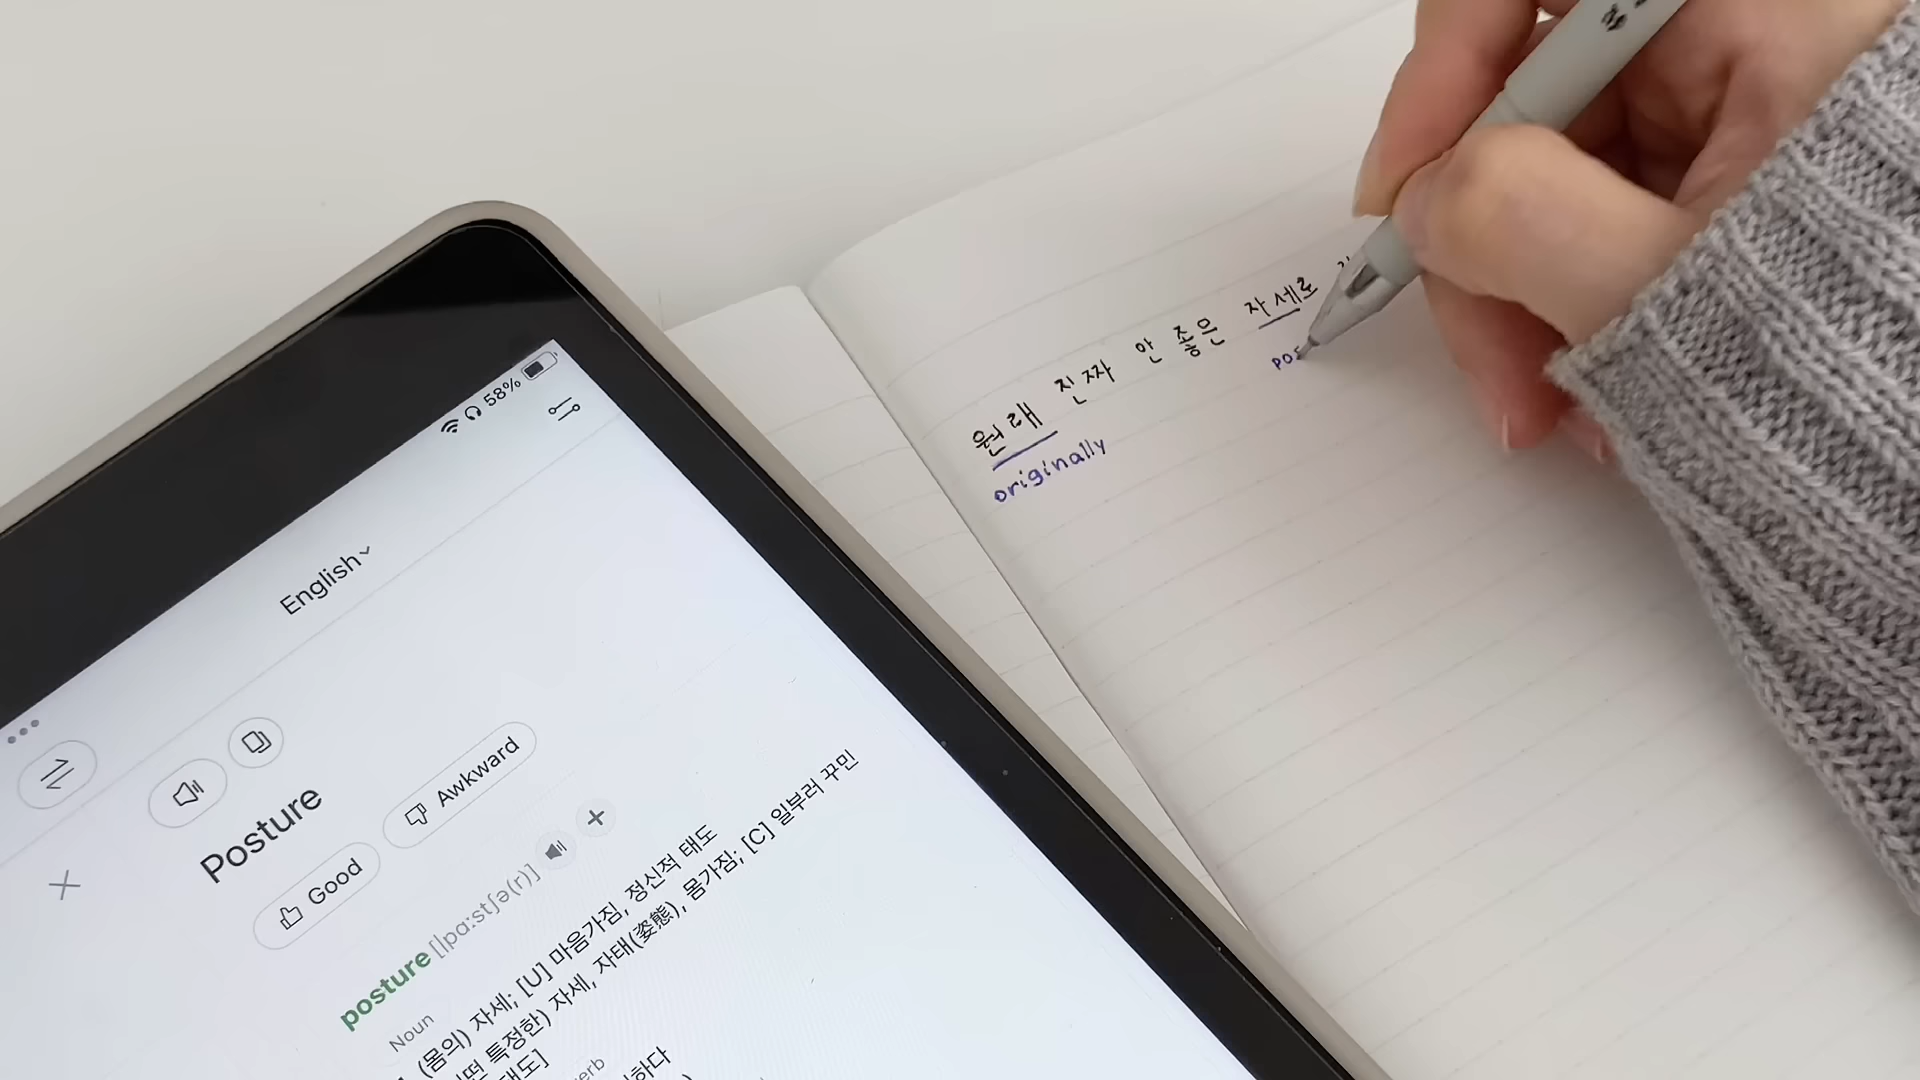 58%
English
Posture
Good
Awkward
posture [|pɑːstʃə(r)]
Noun
(몸의) 자세; [U] 마음가짐, 정신적 태도
특정한) 자세, 자태(姿態), 몸가짐; [C] 일부러 꾸민
태도]
하다
원래 진짜 안 좋은 자세로
originally
pos